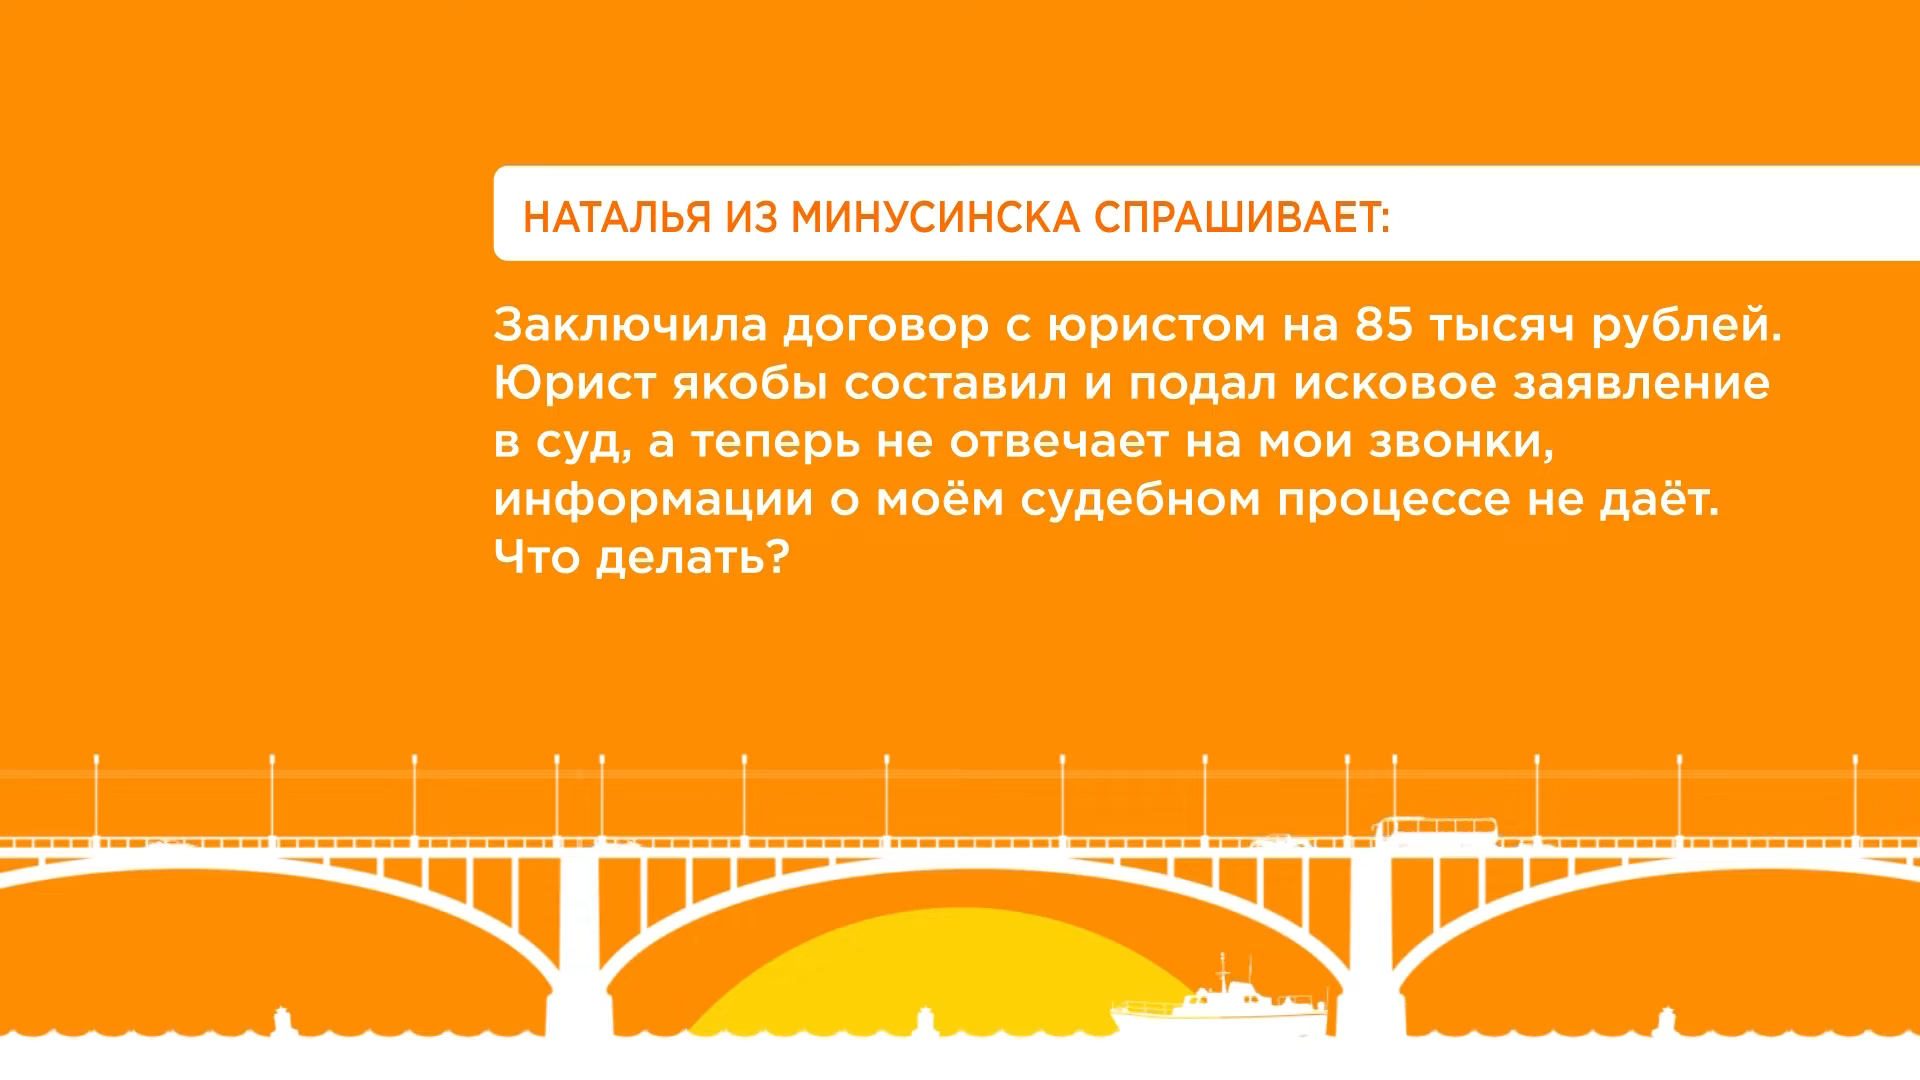 НАТАЛЬЯ ИЗ МИНУСИНСКА СПРАШИВАЕТ:
Заключила договор с юристом на 85 тысяч рублей.
Юрист якобы составил и подал исковое заявление
в суд, а теперь не отвечает на мои звонки,
информации о моём судебном процессе не даёт.
Что делать?